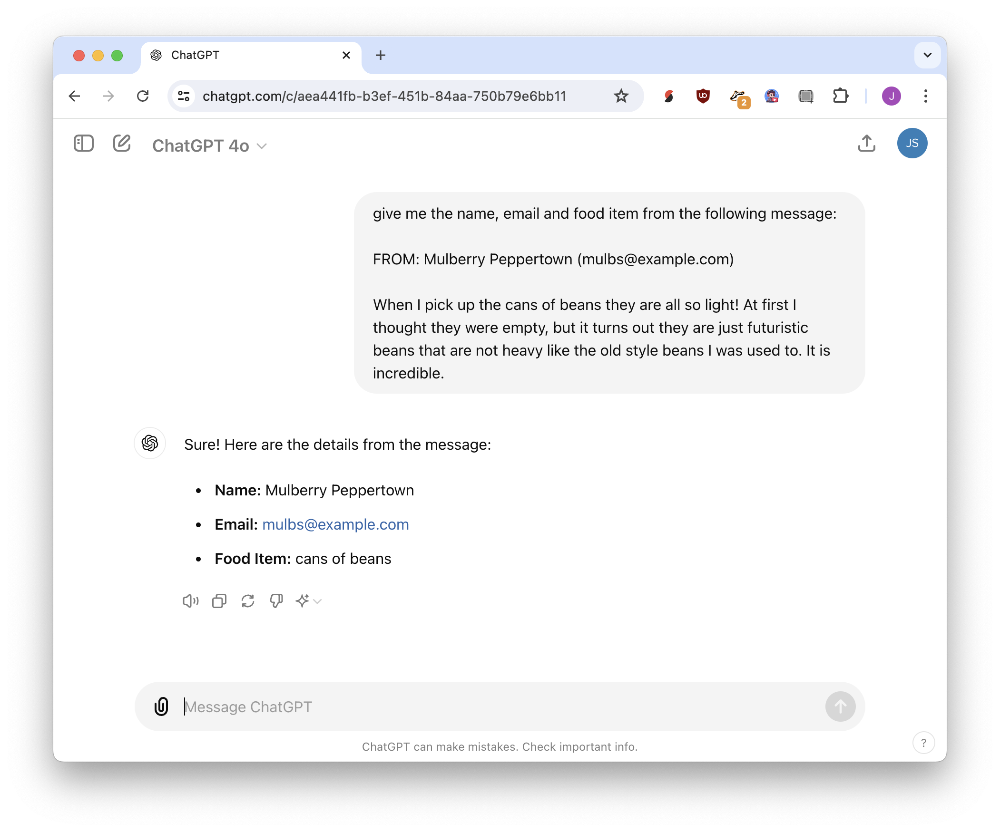 ChatGPT
chatgpt.com/c/aea441fb-b3ef-451b-84aa-750b79e6bb11
UO
2
J
ChatGPT 4o
JS
give me the name, email and food item from the following message:
FROM: Mulberry Peppertown (mulbs@example.com)
When I pick up the cans of beans they are all so light! At first I
thought they were empty, but it turns out they are just futuristic
beans that are not heavy like the old style beans I was used to. It is
incredible.
Sure! Here are the details from the message:
• Name: Mulberry Peppertown
• Email: mulbs@example.com
• Food Item: cans of beans
Message ChatGPT
ChatGPT can make mistakes. Check important info.
?